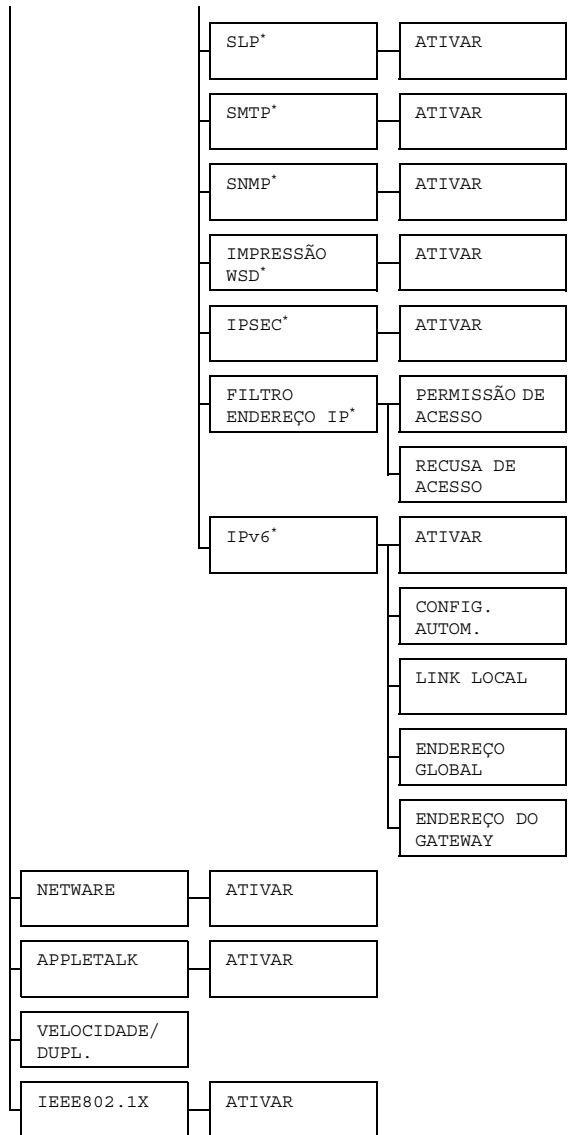 SLP*
ATIVAR
SMTP*
ATIVAR
SNMP*
ATIVAR
IMPRESSÃO
WSD*
ATIVAR
IPSEC*
ATIVAR
FILTRO
ENDEREÇO IP*
PERMISSÃO DE
ACESSO
RECUSA DE
ACESSO
IPv6*
ATIVAR
CONFIG.
AUTOM.
LINK LOCAL
ENDEREÇO
GLOBAL
ENDEREÇO DO
GATEWAY
NETWARE
ATIVAR
APPLETALK
ATIVAR
VELOCIDADE/
DUPL.
IEEE802.1X
ATIVAR